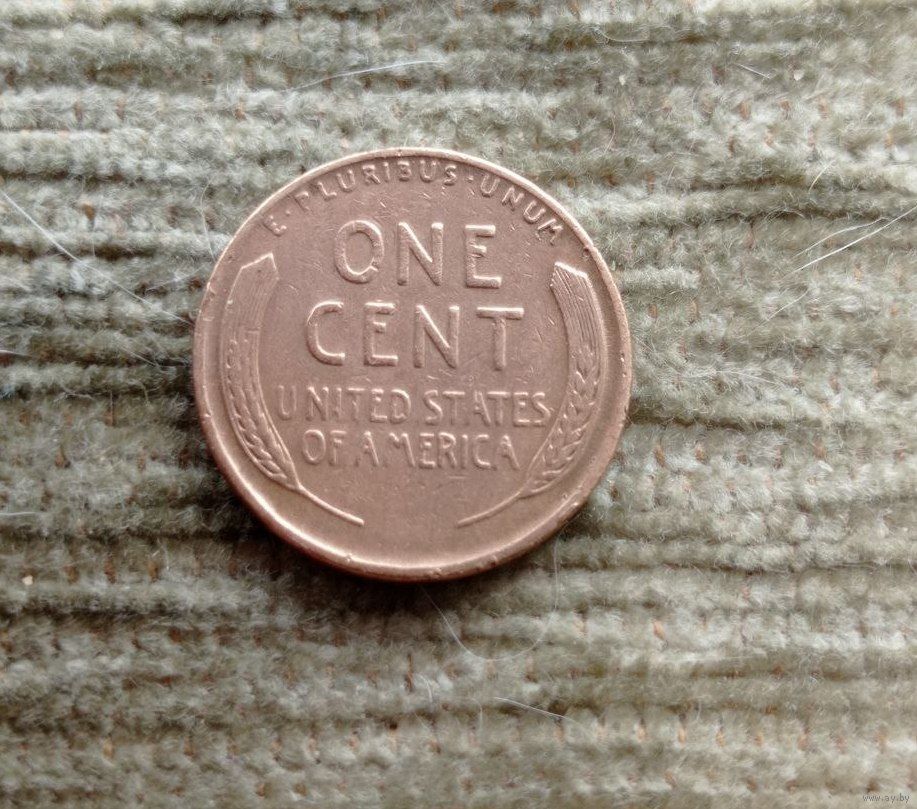 E·PLURIBUS·UNUM
ONE
CENT
UNITED STATES
OF AMERICA
www.ay.by